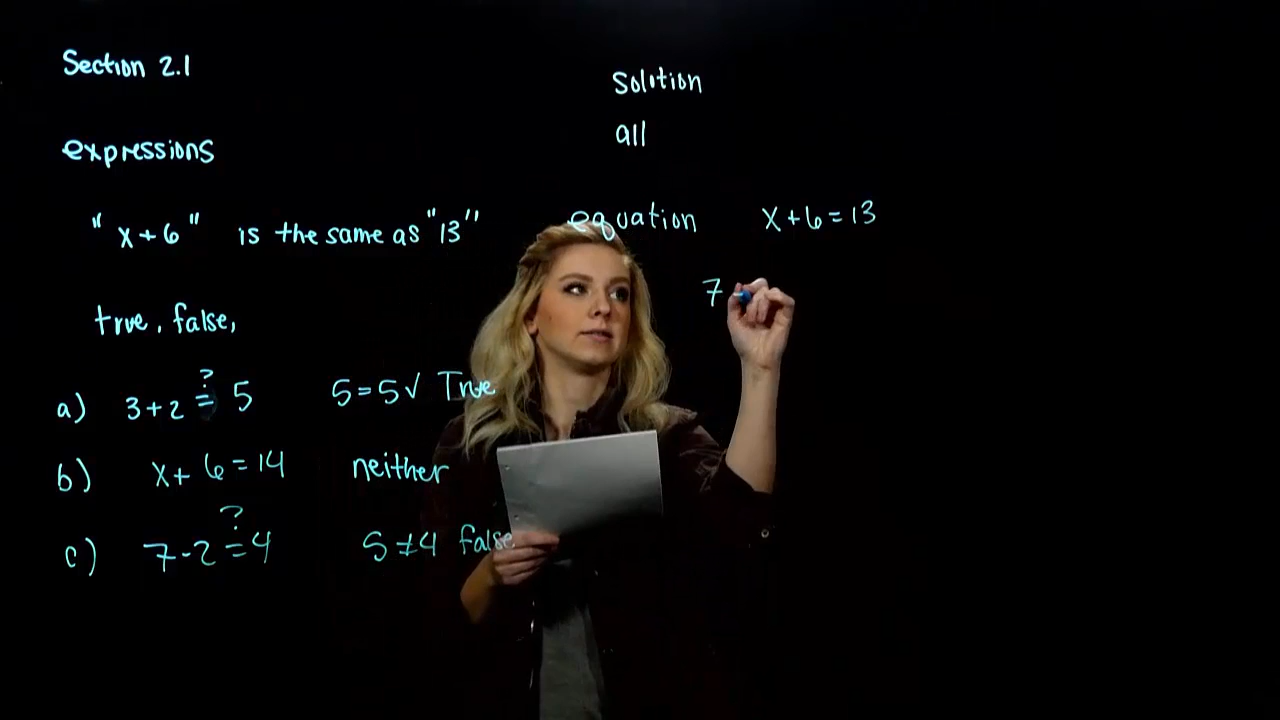 Section 2.1
expressions
"x+6" is the same as "13"
true, false,
a) 3+2 ≟ 5 5=5✓ True
b) x+6=14 neither
c) 7-2 ≟ 4 5≠4 false
Solution
all
equation x+6=13
7